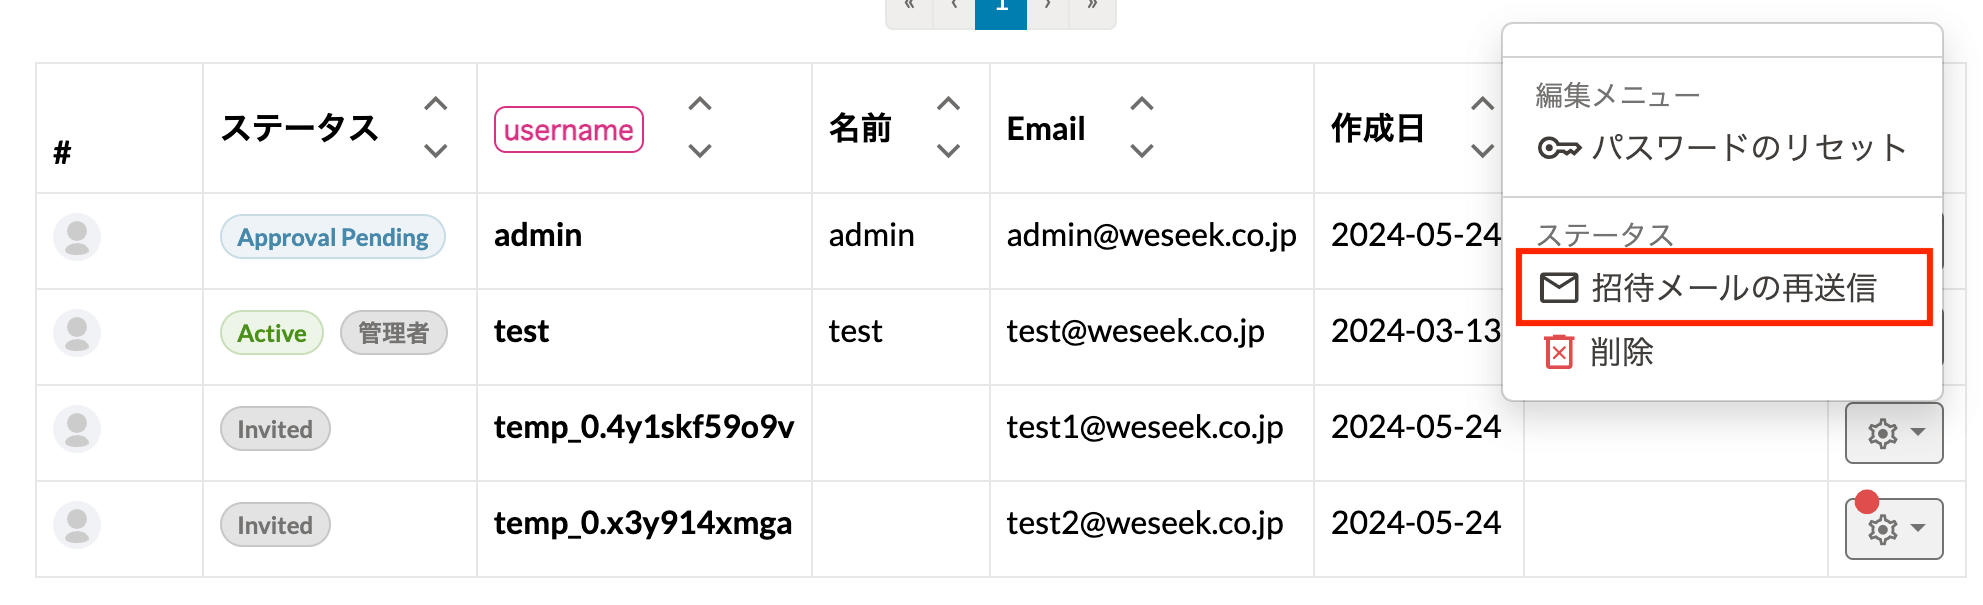 « ‹ 1 › »
# ステータス username 名前 Email 作成日
編集メニュー
パスワードのリセット
ステータス
招待メールの再送信
削除
Approval Pending admin admin admin@weseek.co.jp 2024-05-24
Active 管理者 test test test@weseek.co.jp 2024-03-13
Invited temp_0.4y1skf59o9v test1@weseek.co.jp 2024-05-24
Invited temp_0.x3y914xmga test2@weseek.co.jp 2024-05-24